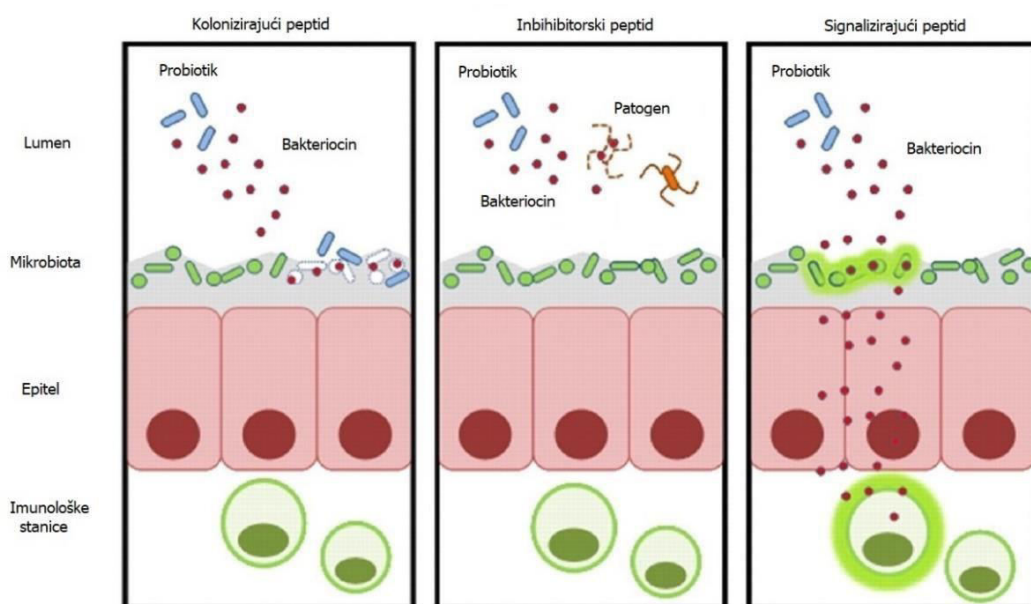 Kolonizirajući peptid
Inbihibitorski peptid
Signalizirajući peptid
Probiotik
Bakteriocin
Probiotik
Patogen
Bakteriocin
Probiotik
Bakteriocin
Lumen
Mikrobiota
Epitel
Imunološke
stanice